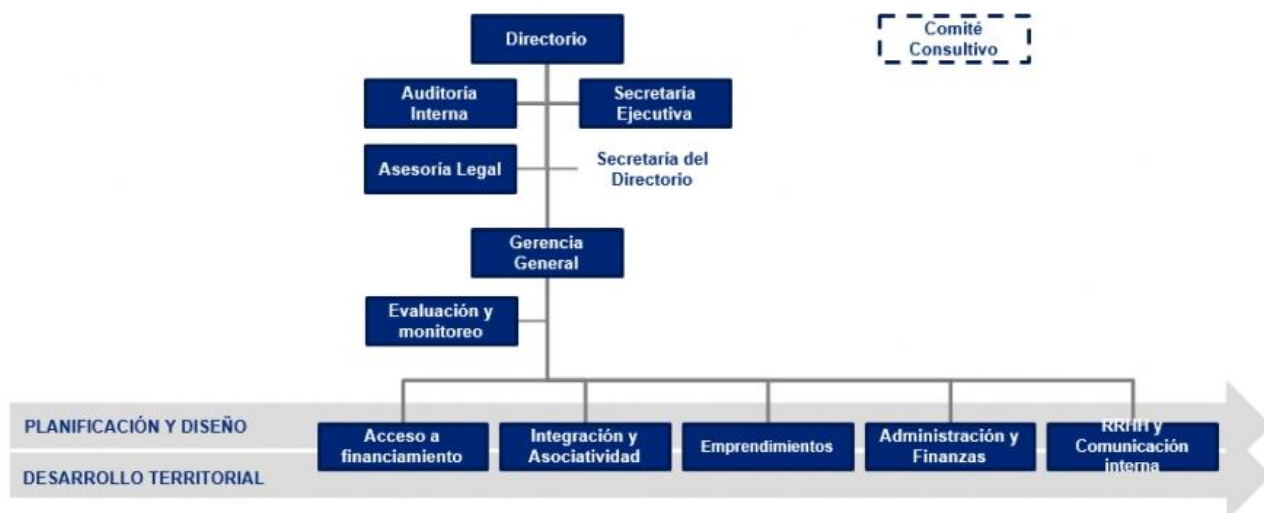 Directorio
Comité
Consultivo
Auditoría
Interna
Secretaría
Ejecutiva
Asesoría Legal
Secretaría del
Directorio
Gerencia
General
Evaluación y
monitoreo
PLANIFICACIÓN Y DISEÑO
Acceso a
financiamiento
Integración y
Asociatividad
Emprendimientos
Administración y
Finanzas
RRHH y
Comunicación
interna
DESARROLLO TERRITORIAL